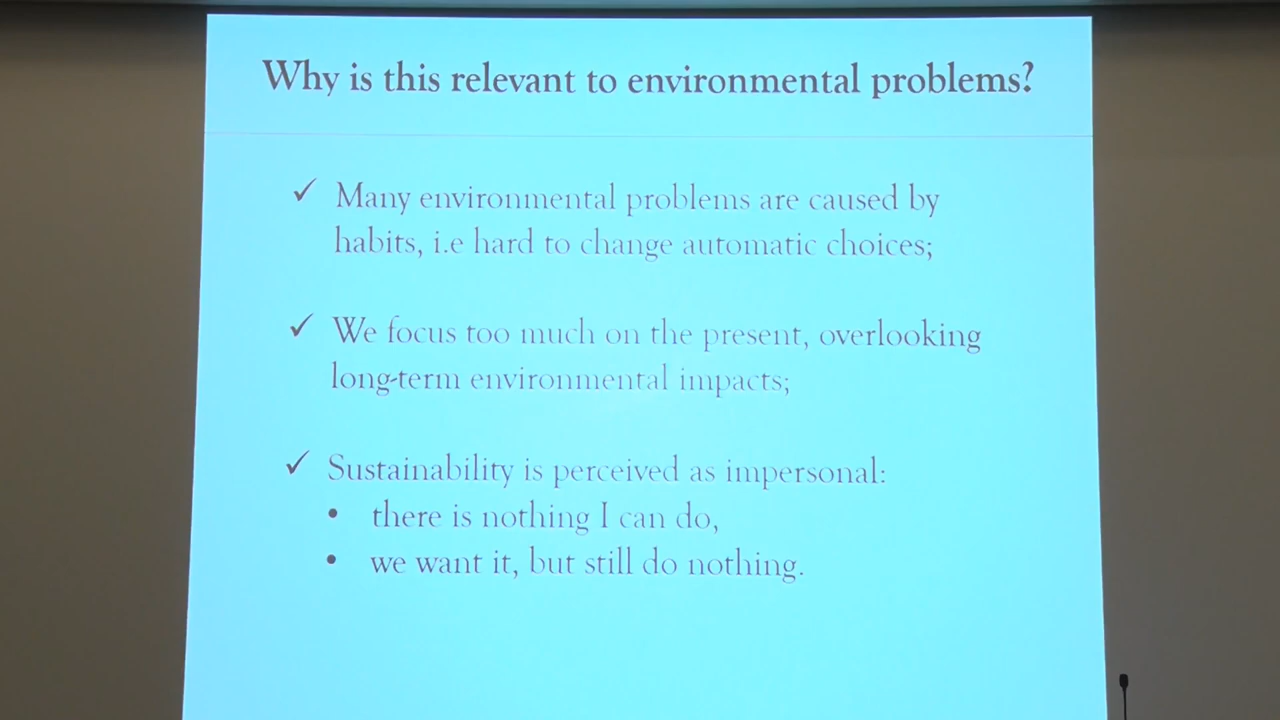 Why is this relevant to environmental problems?
✓ Many environmental problems are caused by
habits, i.e hard to change automatic choices;
✓ We focus too much on the present, overlooking
long-term environmental impacts;
✓ Sustainability is perceived as impersonal:
• there is nothing I can do,
• we want it, but still do nothing.